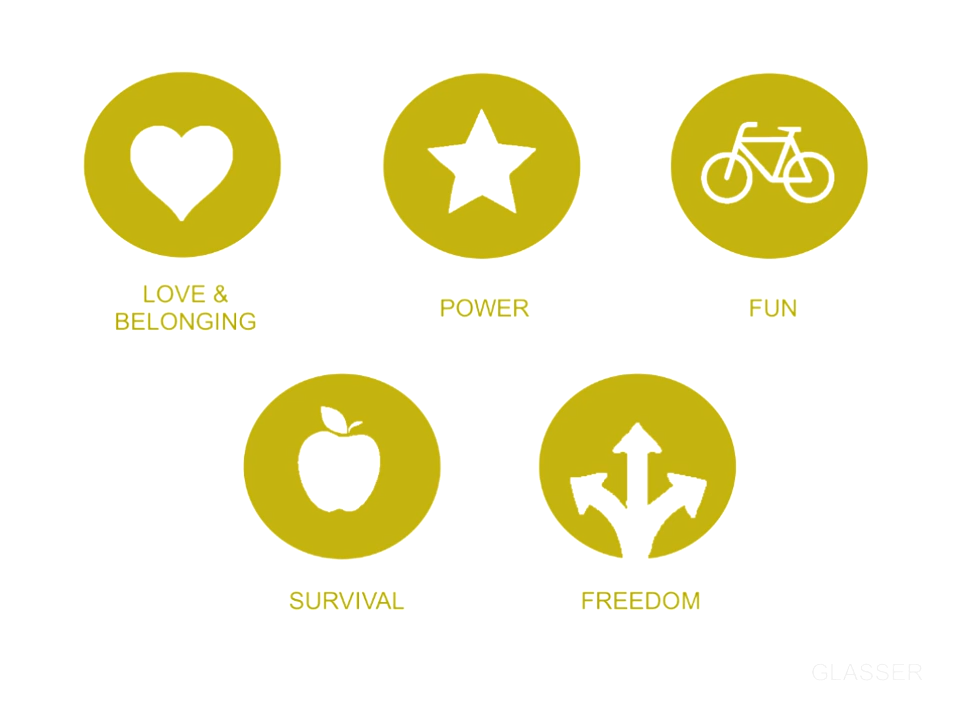 LOVE &
BELONGING
POWER
FUN
SURVIVAL
FREEDOM
GLASSER